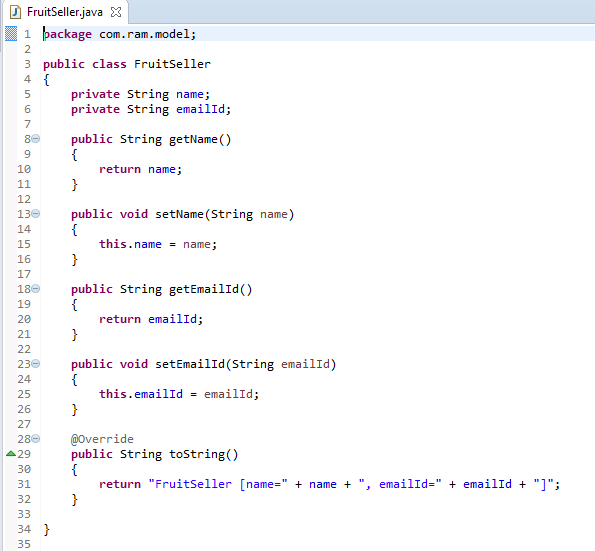 FruitSeller.java
1 package com.ram.model;
2
3 public class FruitSeller
4 {
5     private String name;
6     private String emailId;
7
8     public String getName()
9     {
10         return name;
11     }
12
13     public void setName(String name)
14     {
15         this.name = name;
16     }
17
18     public String getEmailId()
19     {
20         return emailId;
21     }
22
23     public void setEmailId(String emailId)
24     {
25         this.emailId = emailId;
26     }
27
28     @Override
29     public String toString()
30     {
31         return "FruitSeller [name=" + name + ", emailId=" + emailId + "]";
32     }
33
34 }
35